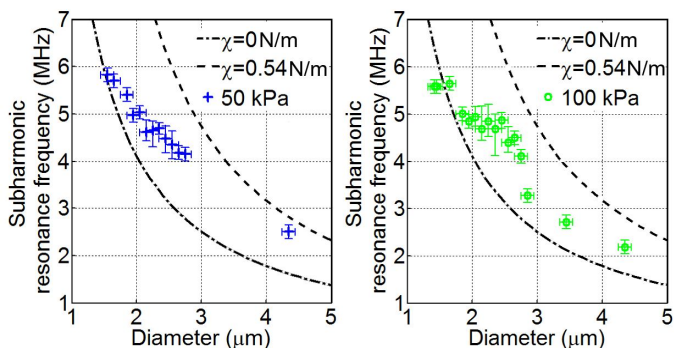 7
6
5
4
3
2
1
1 2 3 4 5
Subharmonic
resonance frequency (MHz)
Diameter (μm)
χ=0N/m
χ=0.54N/m
50 kPa
7
6
5
4
3
2
1
1 2 3 4 5
Subharmonic
resonance frequency (MHz)
Diameter (μm)
χ=0N/m
χ=0.54N/m
100 kPa